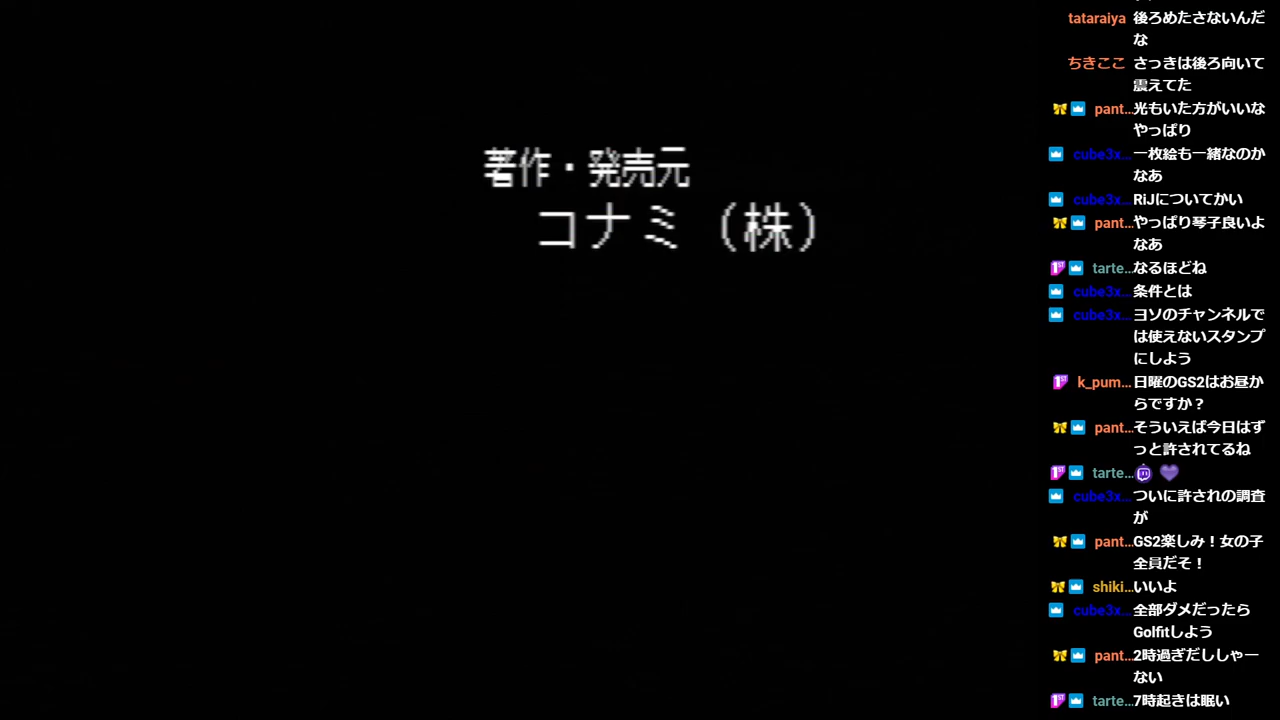 著作・発売元
コナミ（株）
tataraiya 後ろめたさないんだ
な
ちきここ さっきは後ろ向いて
震えてた
pant... 光もいた方がいいな
やっぱり
cube3x... 一枚絵も一緒なのか
なあ
cube3x... RiJについてかい
pant... やっぱり琴子良いよ
なあ
tarte... なるほどね
cube3x... 条件とは
cube3x... ヨソのチャンネルで
は使えないスタンプ
にしよう
k_pum... 日曜のGS2はお昼か
らですか？
pant... そういえば今日はず
っと許されてるね
tarte...
cube3x... ついに許されの調査
が
pant... GS2楽しみ！女の子
全員だぞ！
shiki... いいよ
cube3x... 全部ダメだったら
Golfitしよう
pant... 2時過ぎだししゃー
ない
tarte... 7時起きは眠い